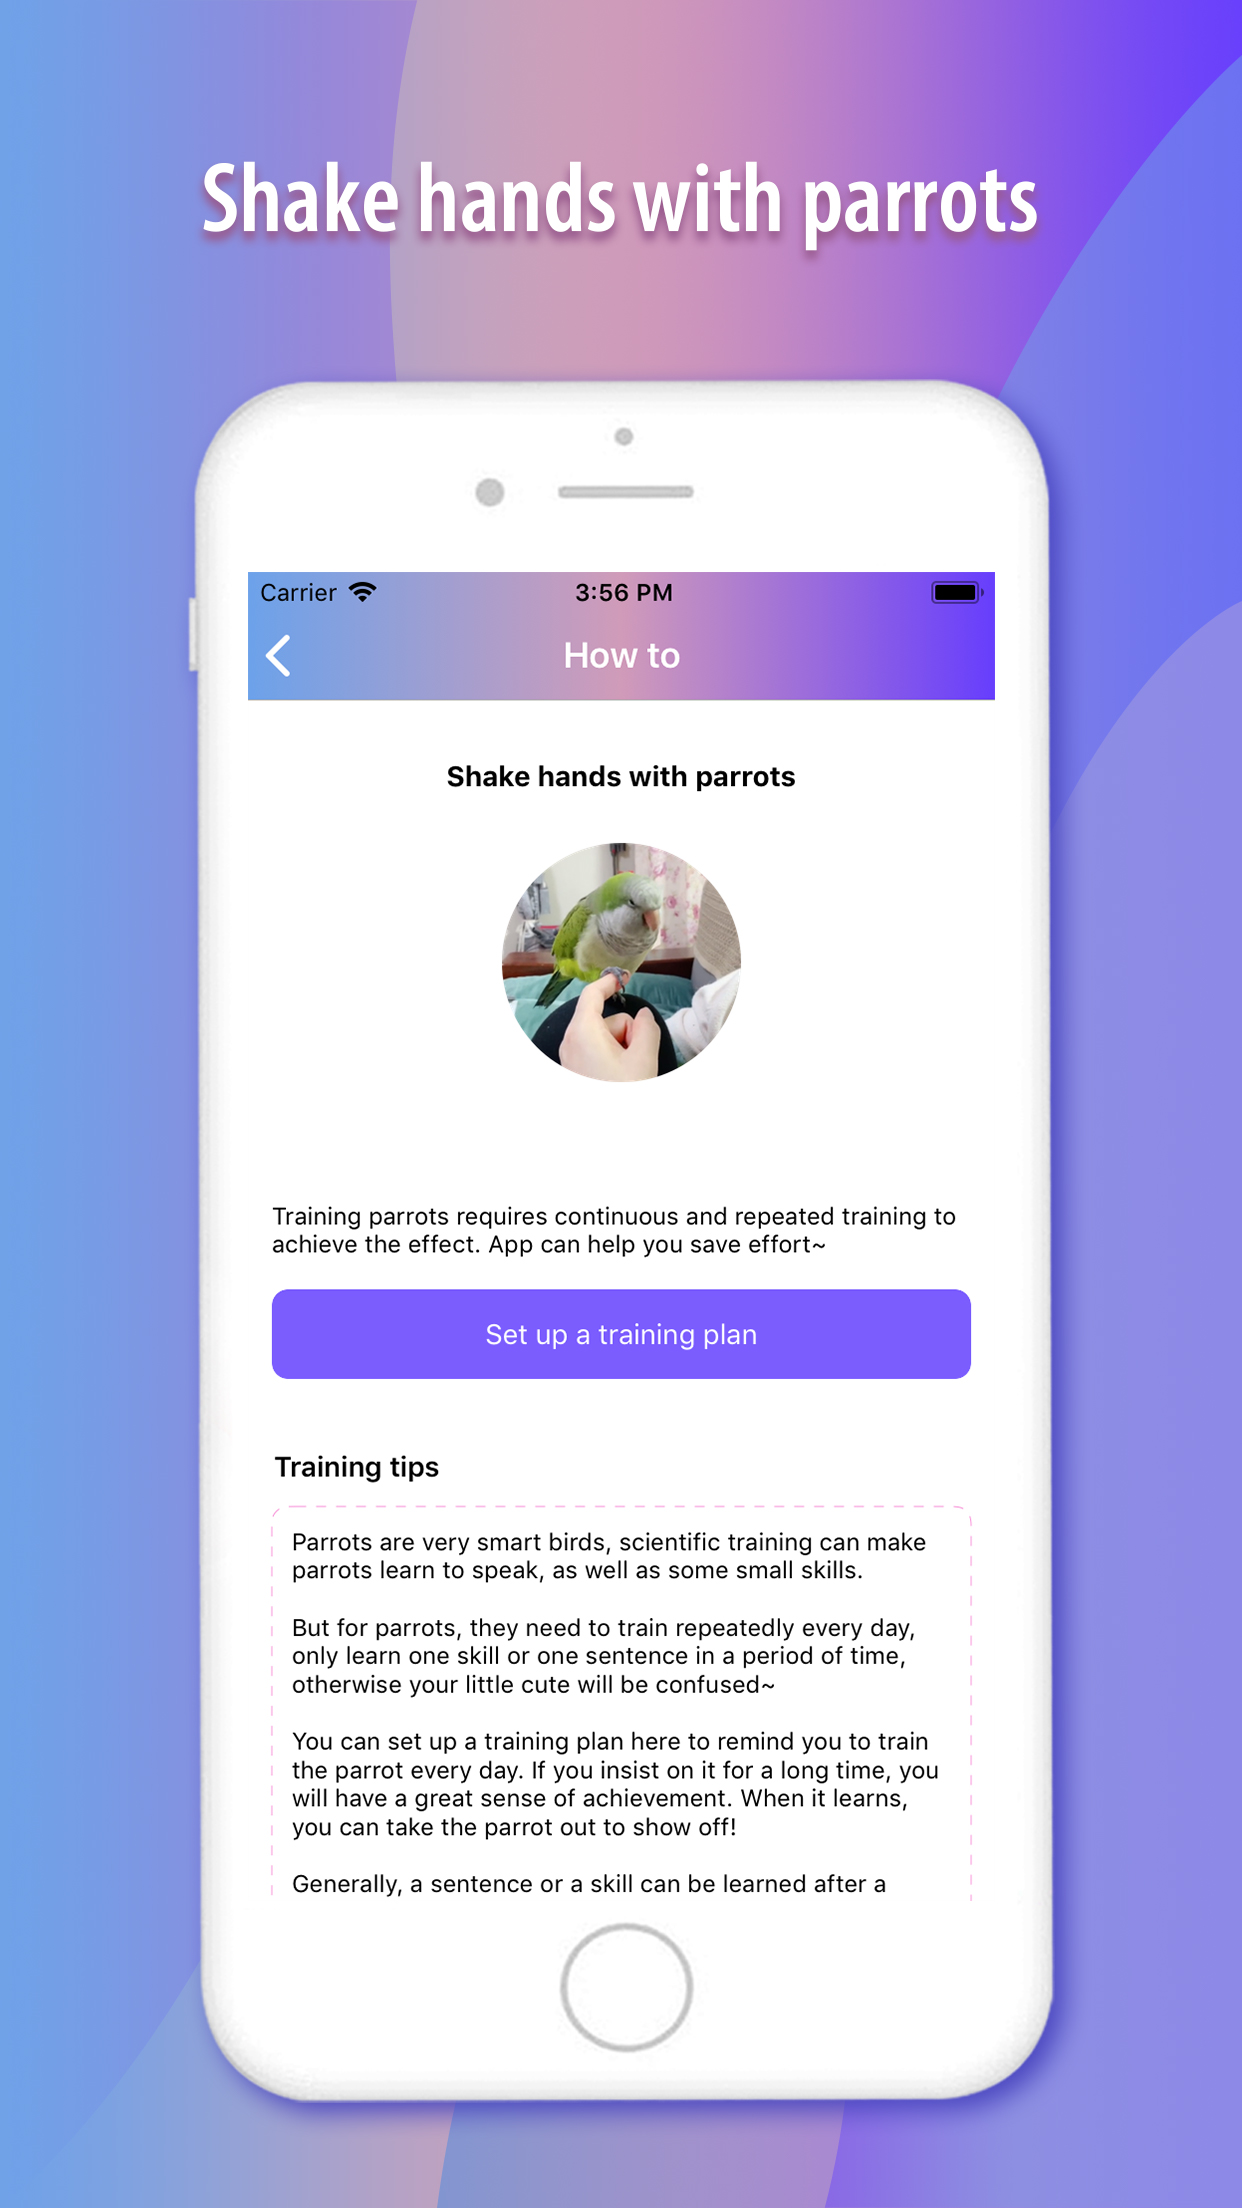 Shake hands with parrots
Carrier
3:56 PM
How to
Shake hands with parrots
Training parrots requires continuous and repeated training to
achieve the effect. App can help you save effort~
Set up a training plan
Training tips
Parrots are very smart birds, scientific training can make
parrots learn to speak, as well as some small skills.
But for parrots, they need to train repeatedly every day,
only learn one skill or one sentence in a period of time,
otherwise your little cute will be confused~
You can set up a training plan here to remind you to train
the parrot every day. If you insist on it for a long time, you
will have a great sense of achievement. When it learns,
you can take the parrot out to show off!
Generally, a sentence or a skill can be learned after a